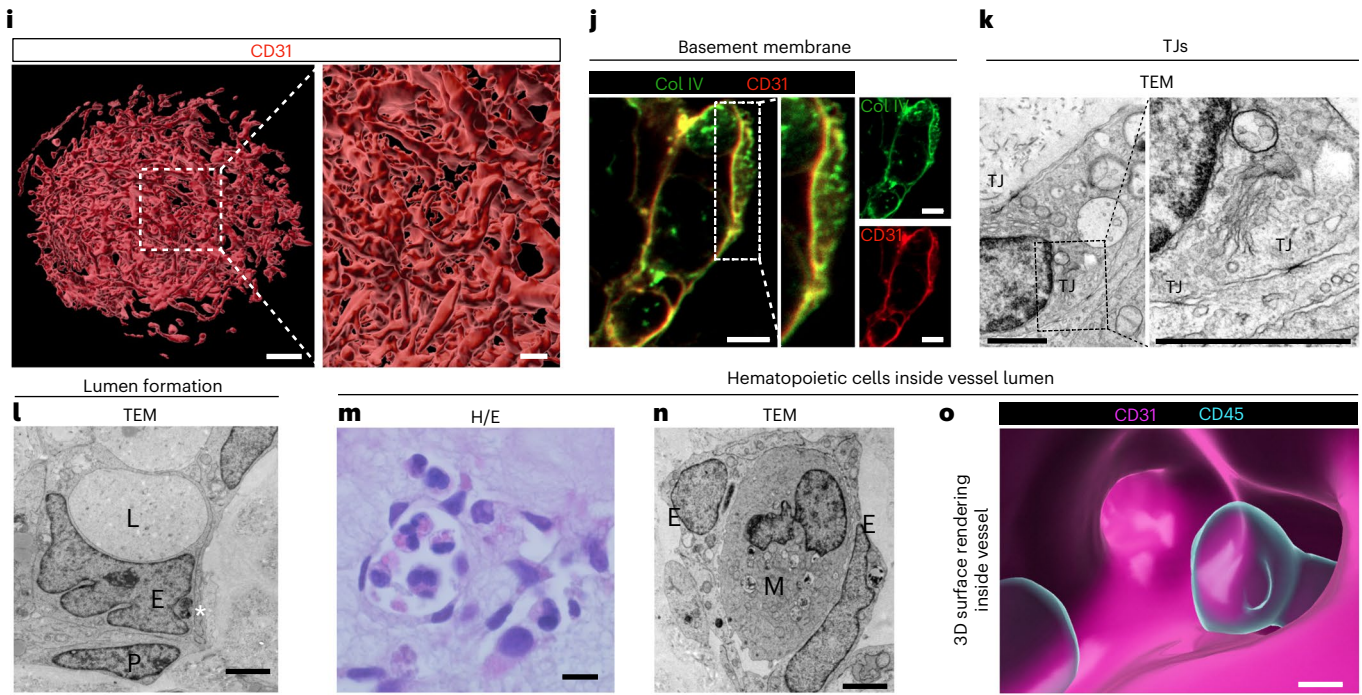 i
CD31
j
Basement membrane
Col IV CD31
Col IV
CD31
k
TJs
TEM
TJ
TJ
TJ
TJ
Lumen formation
l
TEM
L
E
*
P
Hematopoietic cells inside vessel lumen
m
H/E
n
TEM
E
E
M
o
CD31 CD45
3D surface rendering
inside vessel